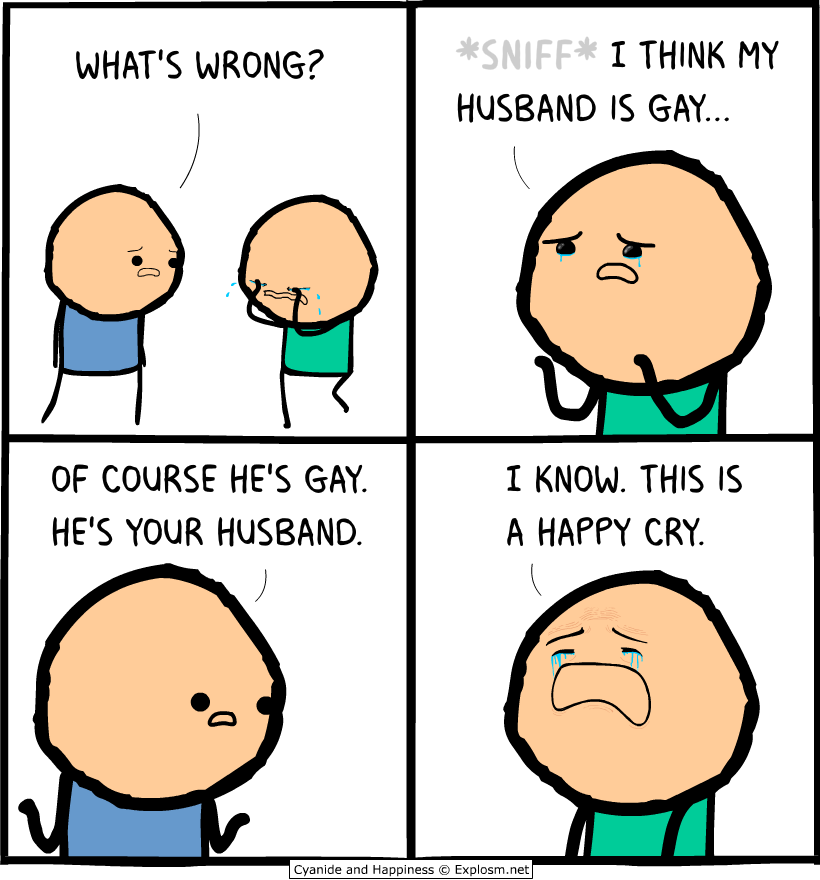 WHAT'S WRONG?
*SNIFF* I THINK MY
HUSBAND IS GAY...
OF COURSE HE'S GAY.
HE'S YOUR HUSBAND.
I KNOW. THIS IS
A HAPPY CRY.
Cyanide and Happiness © Explosm.net